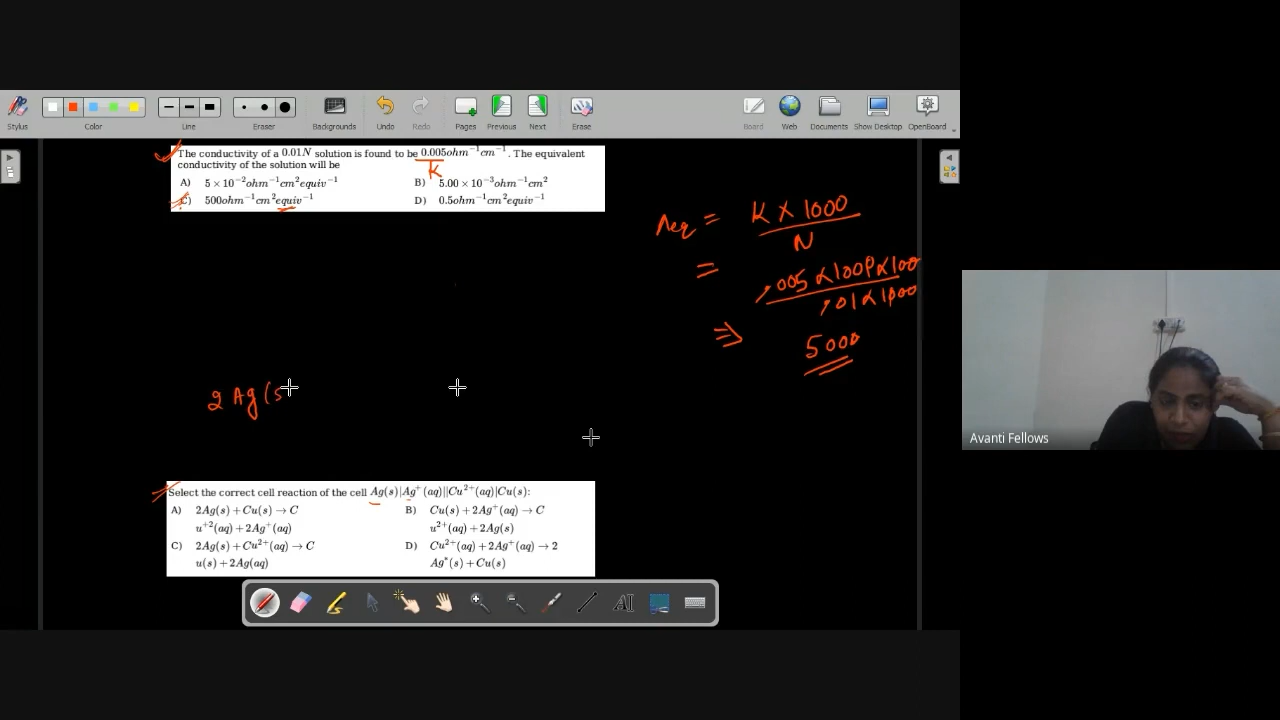 Stylus Color Line Eraser Backgrounds Undo Redo Pages Previous Next Erase Board Web Documents Show Desktop OpenBoard
The conductivity of a 0.01N solution is found to be 0.005ohm⁻¹cm⁻¹. The equivalent
conductivity of the solution will be
K
A) 5 × 10⁻²ohm⁻¹cm²equiv⁻¹ B) 5.00 × 10⁻³ohm⁻¹cm²
C) 500ohm⁻¹cm²equiv⁻¹ D) 0.5ohm⁻¹cm²equiv⁻¹
Λeq = K × 1000 / N
= .005 × 1000 × 100 / .01 × 1000
⇒ 5000
2 Ag (s
Avanti Fellows
Select the correct cell reaction of the cell Ag(s)|Ag⁺(aq)||Cu²⁺(aq)|Cu(s):
A) 2Ag(s) + Cu(s) → C B) Cu(s) + 2Ag⁺(aq) → C
u⁺²(aq) + 2Ag⁺(aq) u²⁺(aq) + 2Ag(s)
C) 2Ag(s) + Cu²⁺(aq) → C D) Cu²⁺(aq) + 2Ag⁺(aq) → 2
u(s) + 2Ag(aq) Ag*(s) + Cu(s)
AI